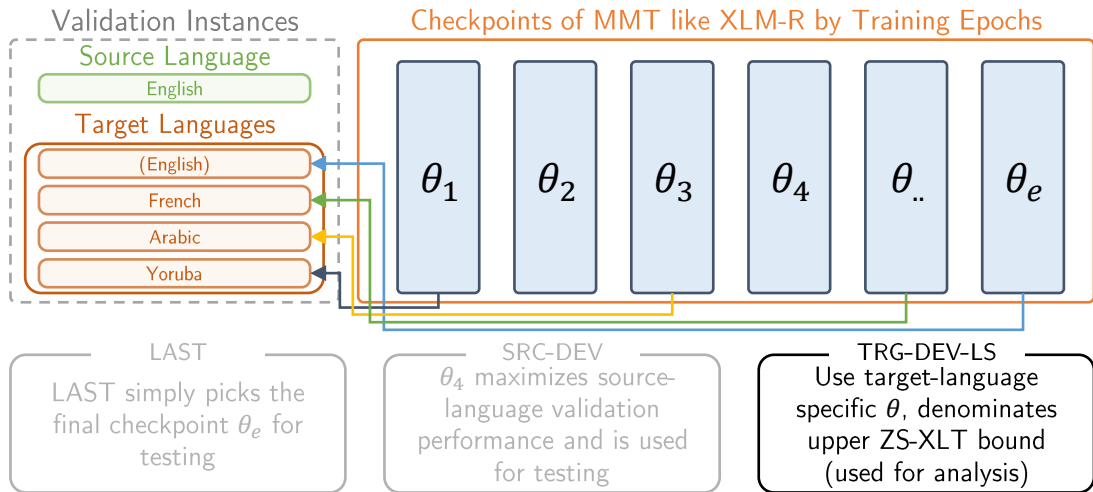 Validation Instances
Source Language
English
Target Languages
(English)
French
Arabic
Yoruba
Checkpoints of MMT like XLM-R by Training Epochs
θ₁
θ₂
θ₃
θ₄
θ..
θₑ
LAST
LAST simply picks the
final checkpoint θₑ for
testing
SRC-DEV
θ₄ maximizes source-
language validation
performance and is used
for testing
TRG-DEV-LS
Use target-language
specific θ, denominates
upper ZS-XLT bound
(used for analysis)